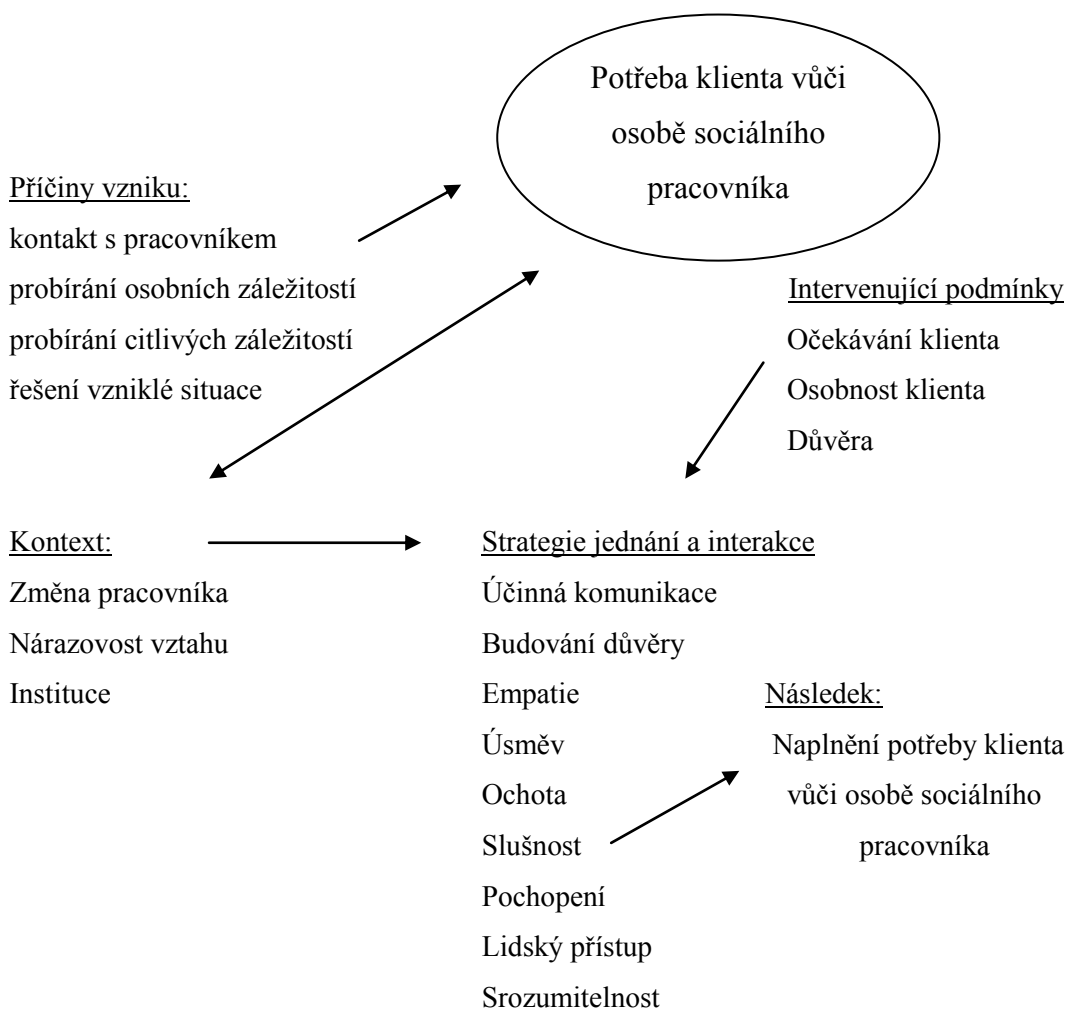 Potřeba klienta vůči
osobě sociálního
pracovníka
Příčiny vzniku:
kontakt s pracovníkem
probírání osobních záležitostí
probírání citlivých záležitostí
řešení vzniklé situace
Intervenující podmínky
Očekávání klienta
Osobnost klienta
Důvěra
Kontext:
Změna pracovníka
Nárazovost vztahu
Instituce
Strategie jednání a interakce
Účinná komunikace
Budování důvěry
Empatie
Úsměv
Ochota
Slušnost
Pochopení
Lidský přístup
Srozumitelnost
Následek:
Naplnění potřeby klienta
vůči osobě sociálního
pracovníka